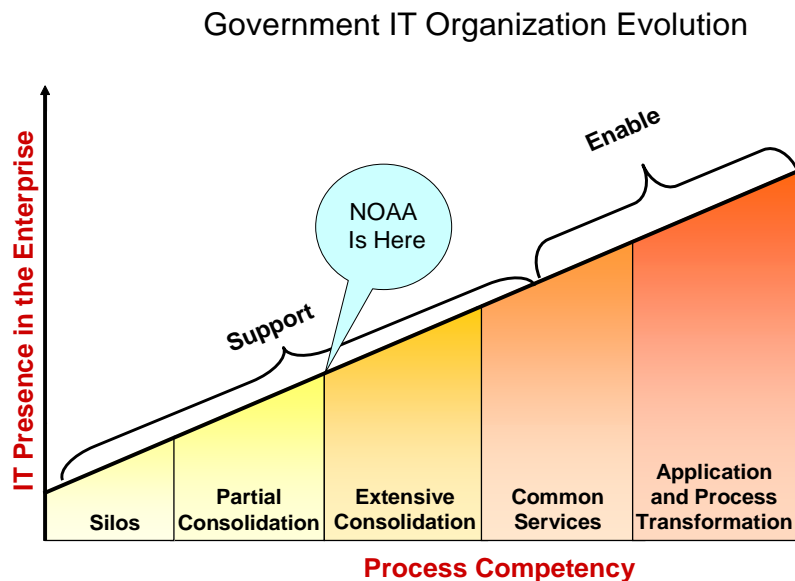 Government IT Organization Evolution
IT Presence in the Enterprise
Enable
NOAA
Is Here
Support
Silos
Partial
Consolidation
Extensive
Consolidation
Common
Services
Application
and Process
Transformation
Process Competency